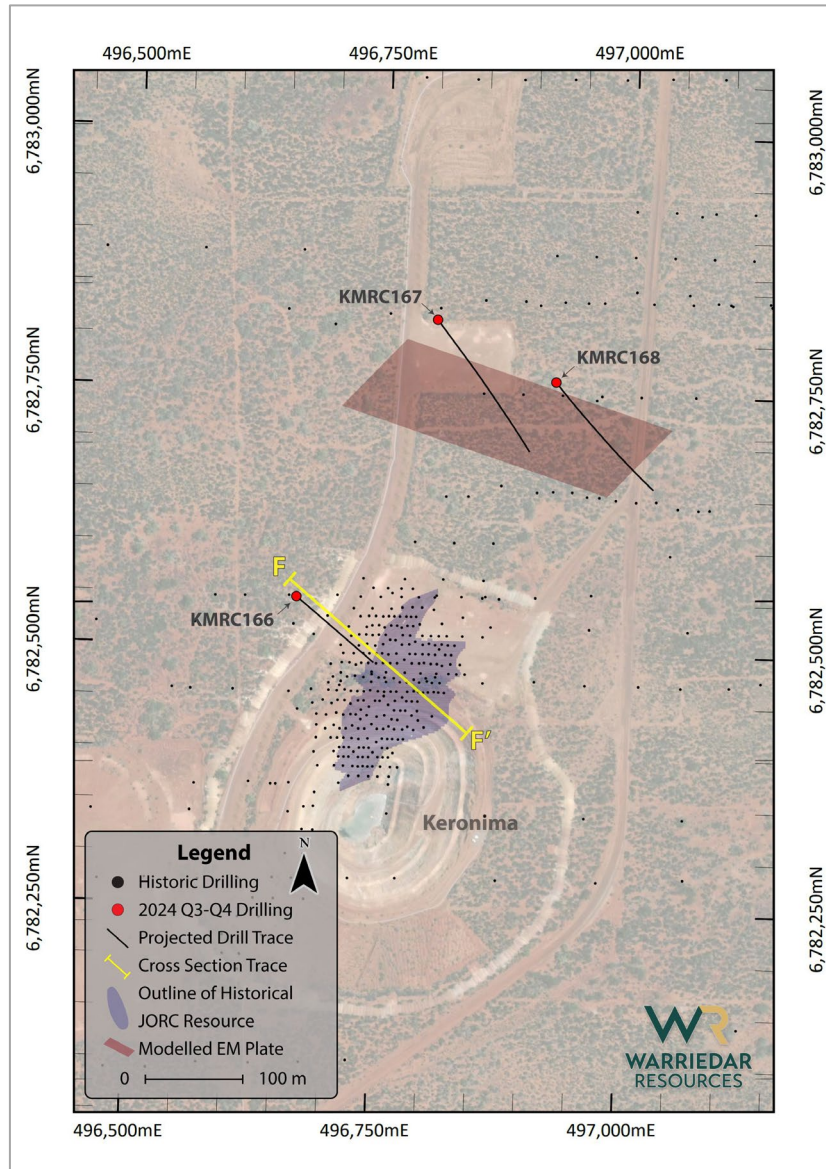 496,500mE 496,750mE 497,000mE
6,783,000mN
6,783,000mN
KMRC167
KMRC168
6,782,750mN
6,782,750mN
F
KMRC166
6,782,500mN
6,782,500mN
F'
Keronima
Legend
N
Historic Drilling
2024 Q3-Q4 Drilling
Projected Drill Trace
Cross Section Trace
Outline of Historical
JORC Resource
Modelled EM Plate
0 100 m
6,782,250mN
6,782,250mN
WR
WARRIEDAR
RESOURCES
496,500mE 496,750mE 497,000mE